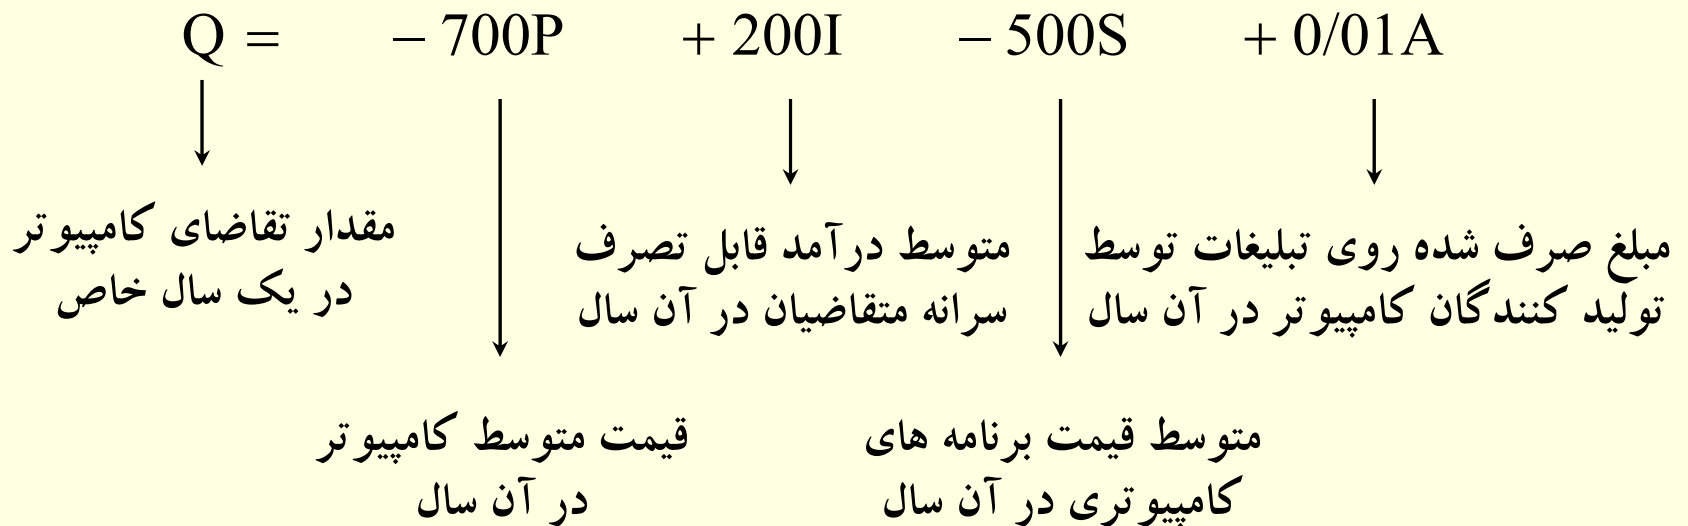 Q = – 700P + 200I – 500S + 0/01A
مقدار تقاضای کامپیوتر
در یک سال خاص
متوسط درآمد قابل تصرف
سرانه متقاضیان در آن سال
مبلغ صرف شده روی تبلیغات توسط
تولید کنندگان کامپیوتر در آن سال
قیمت متوسط کامپیوتر
در آن سال
متوسط قیمت برنامه های
کامپیوتری در آن سال